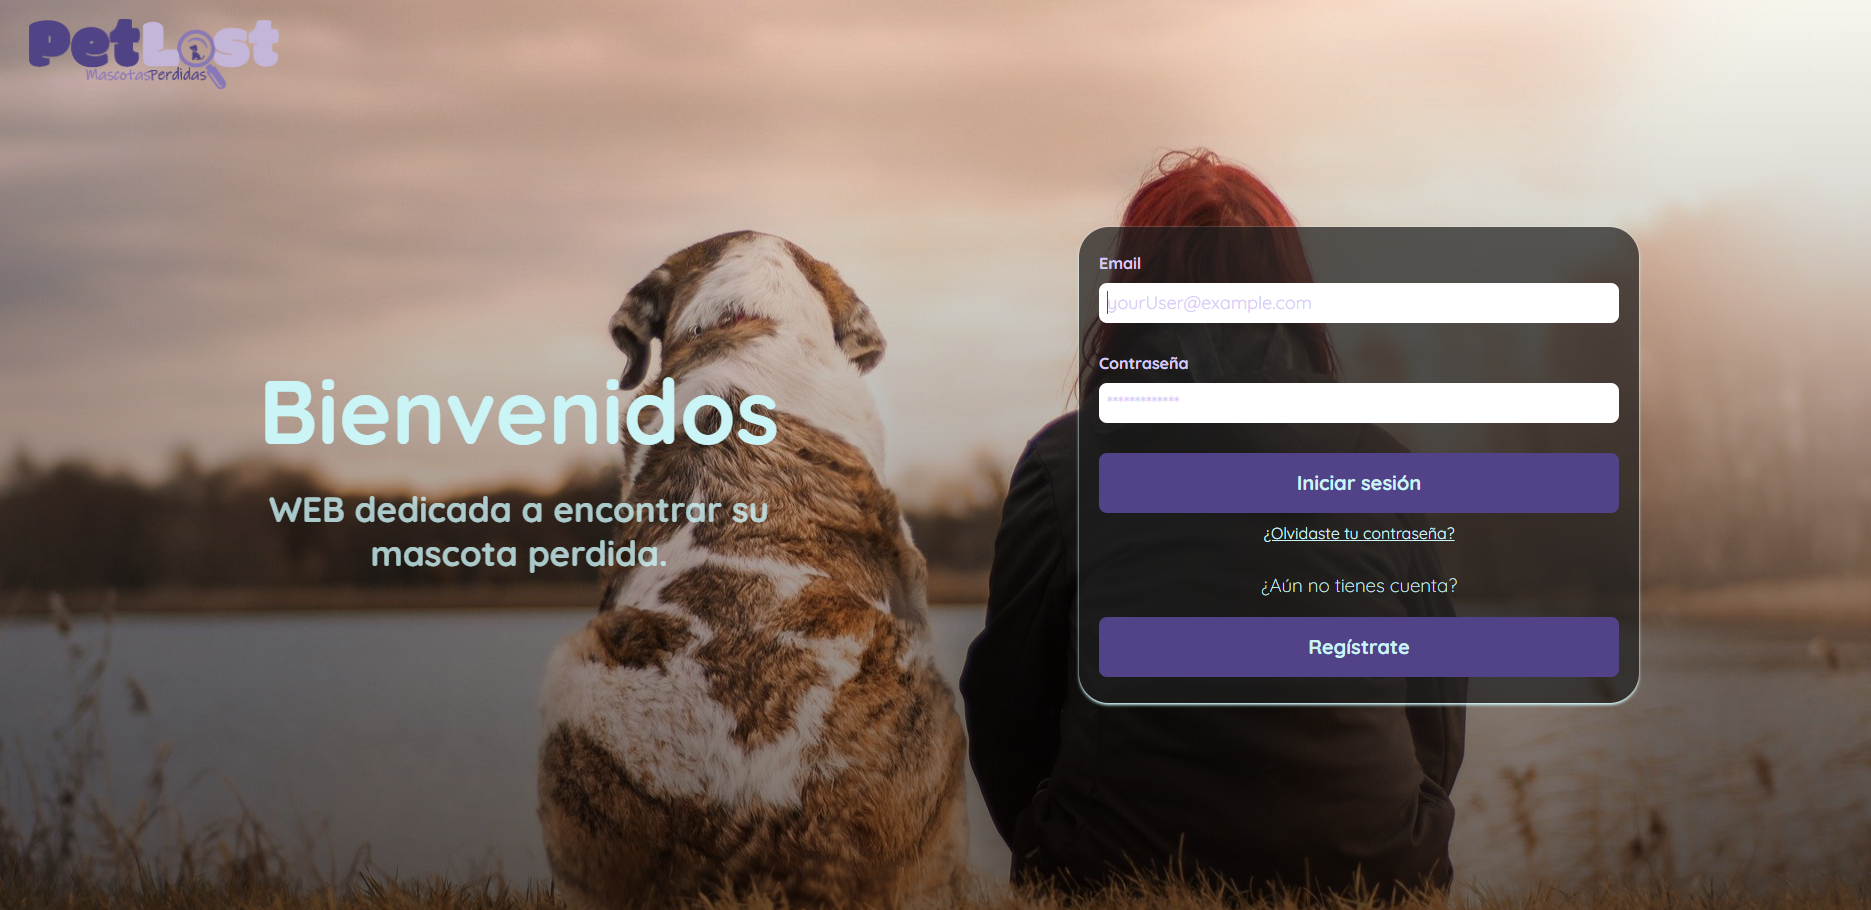 PetLost
MascotasPerdidas
Bienvenidos
WEB dedicada a encontrar su
mascota perdida.
Email
yourUser@example.com
Contraseña
*************
Iniciar sesión
¿Olvidaste tu contraseña?
¿Aún no tienes cuenta?
Regístrate